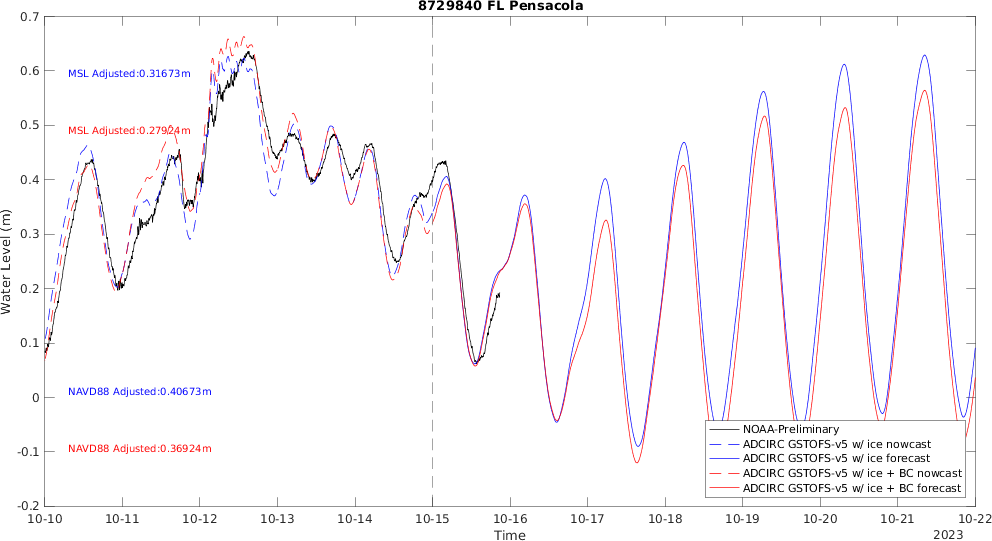 8729840 FL Pensacola
0.7
0.6
0.5
0.4
0.3
0.2
0.1
0
-0.1
-0.2
Water Level (m)
MSL Adjusted:0.31673m
MSL Adjusted:0.27924m
NAVD88 Adjusted:0.40673m
NAVD88 Adjusted:0.36924m
NOAA-Preliminary
ADCIRC GSTOFS-v5 w/ ice nowcast
ADCIRC GSTOFS-v5 w/ ice forecast
ADCIRC GSTOFS-v5 w/ ice + BC nowcast
ADCIRC GSTOFS-v5 w/ ice + BC forecast
10-10 10-11 10-12 10-13 10-14 10-15 10-16 10-17 10-18 10-19 10-20 10-21 10-22
Time
2023